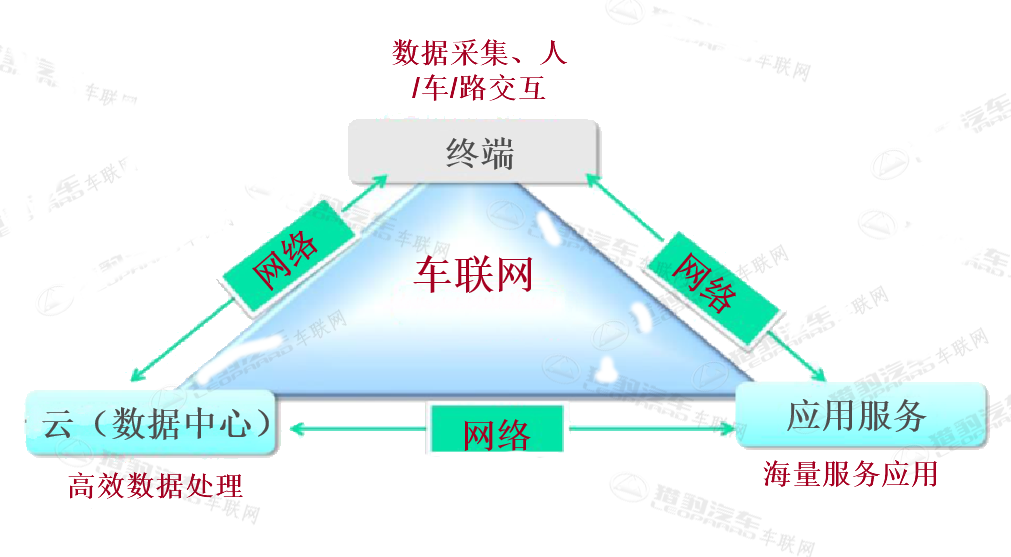 数据采集、人
/车/路交互
终端
网络
车联网
网络
云（数据中心）
网络
应用服务
高效数据处理
海量服务应用
猎豹汽车
LEOPAARD
车联网